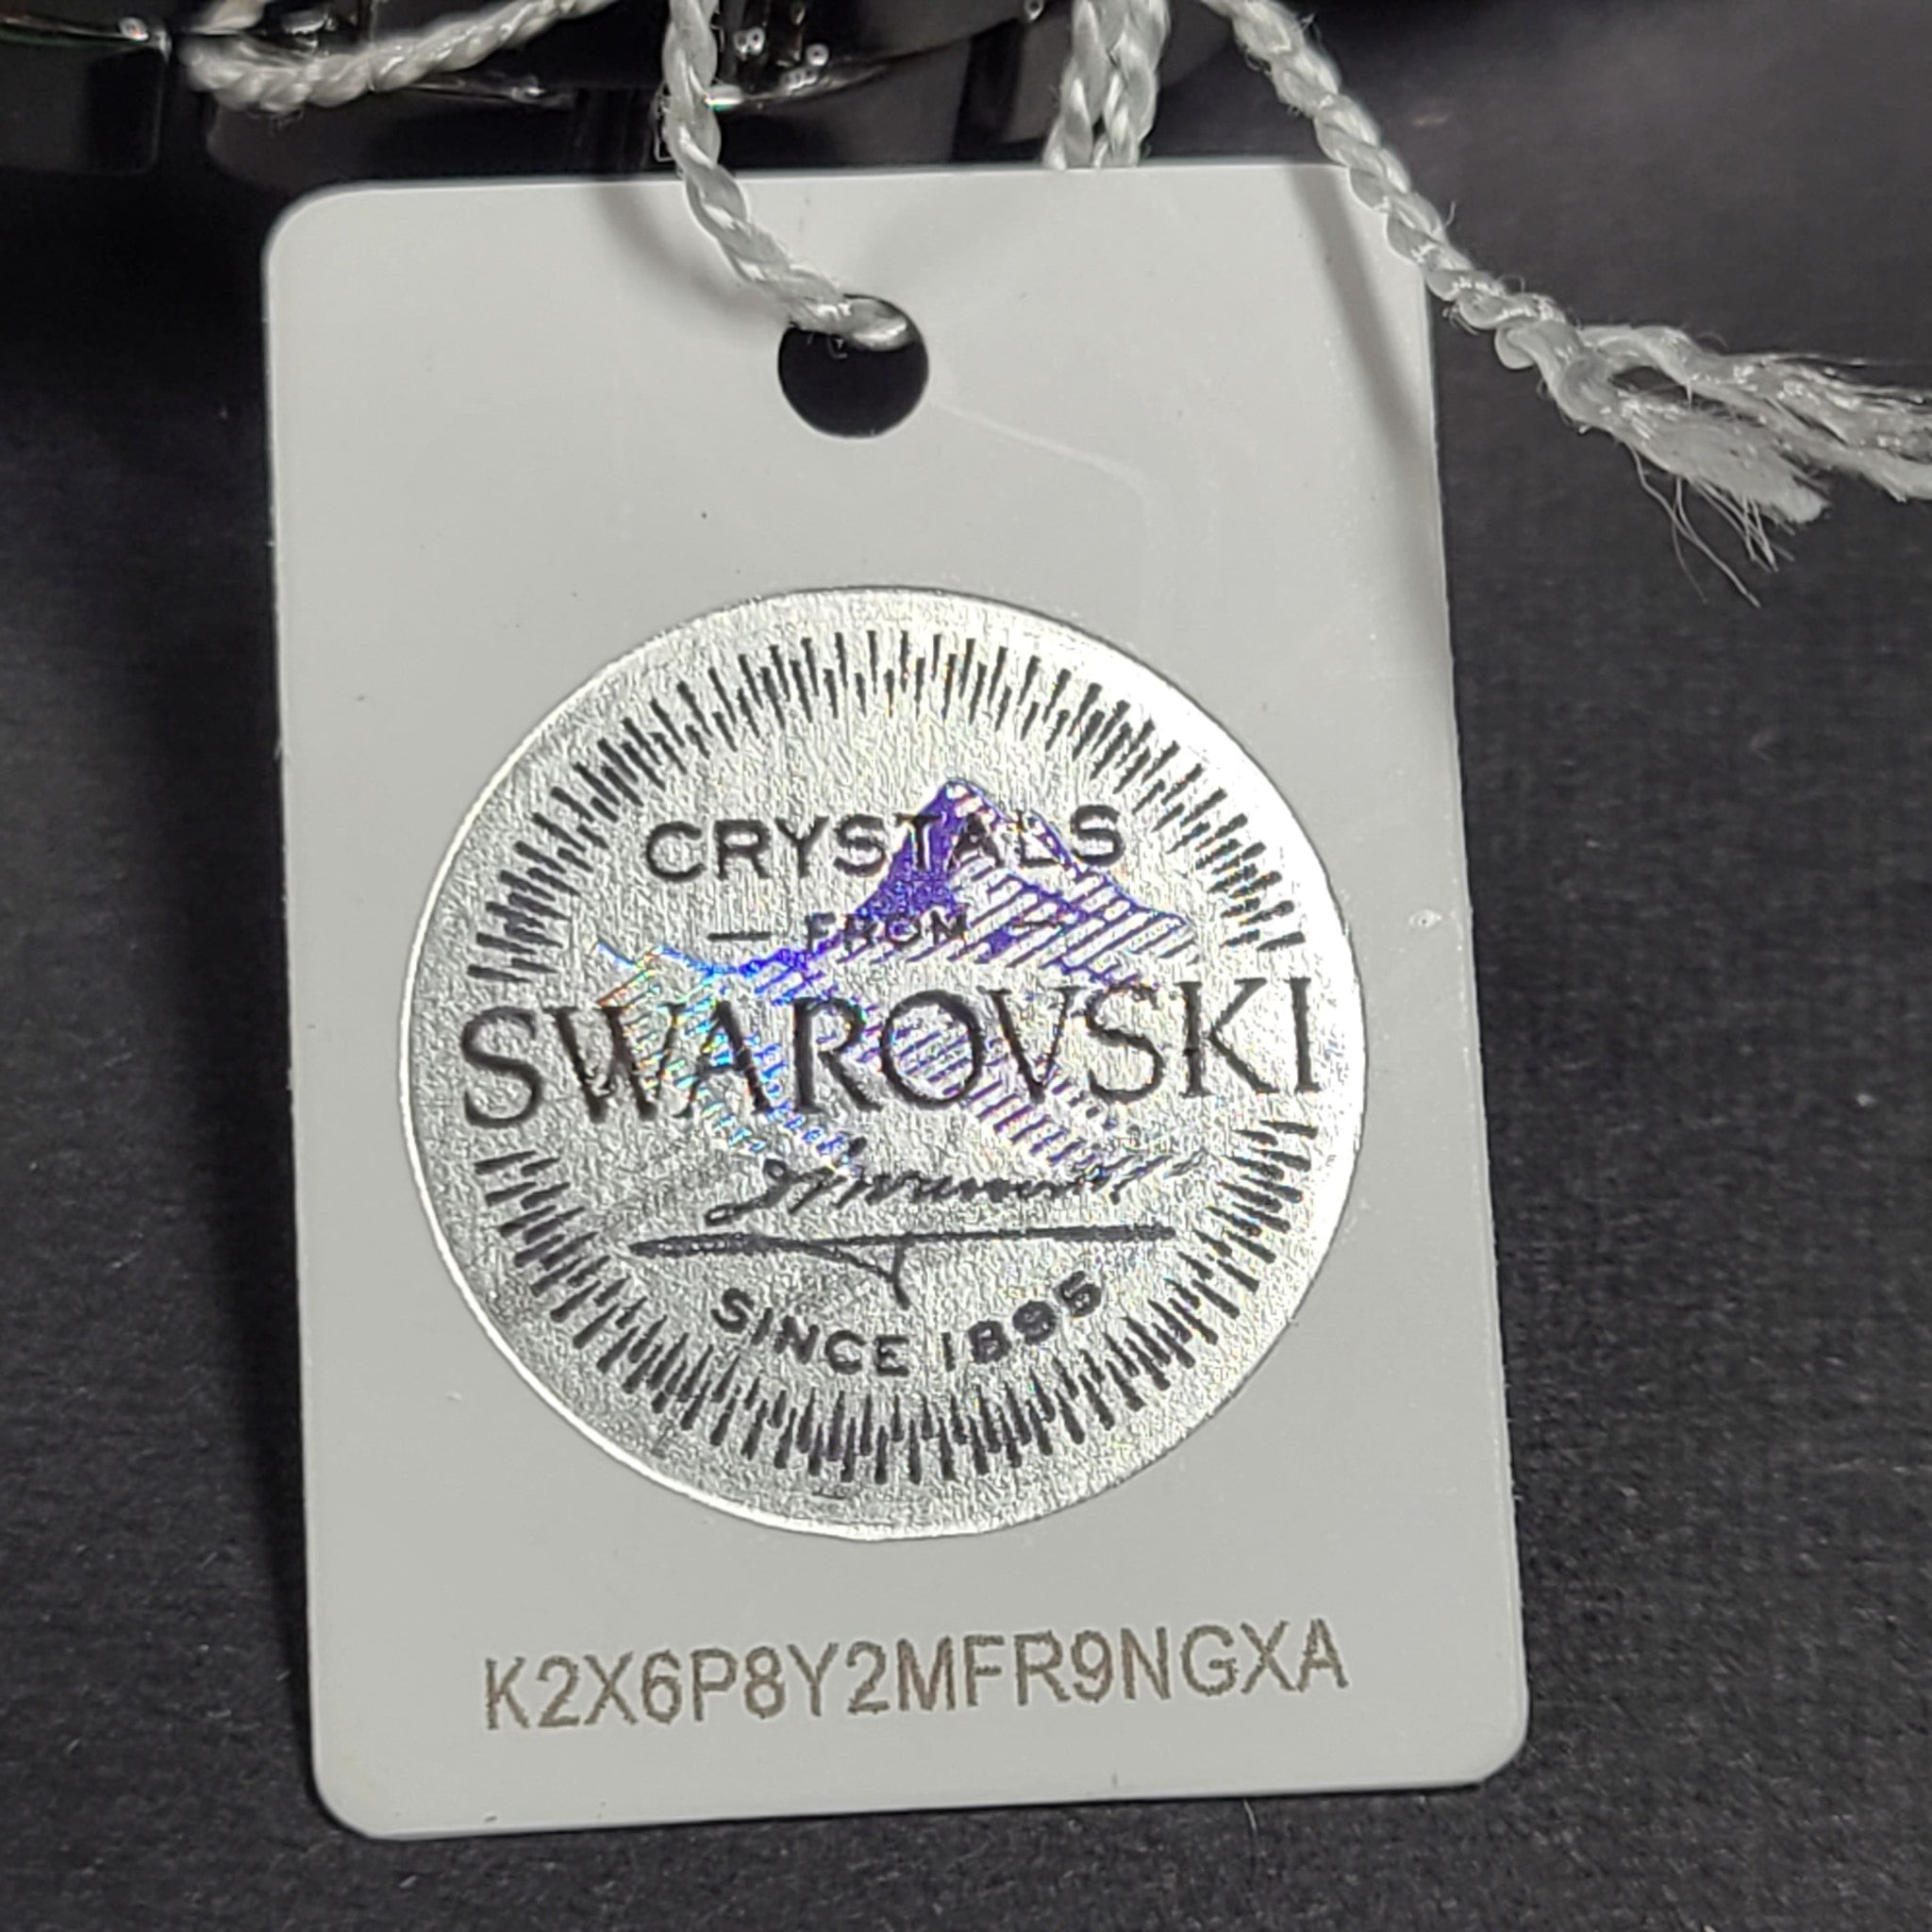 CRYSTALS
— FROM —
SWAROVSKI
SINCE 1895
K2X6P8Y2MFR9NGXA